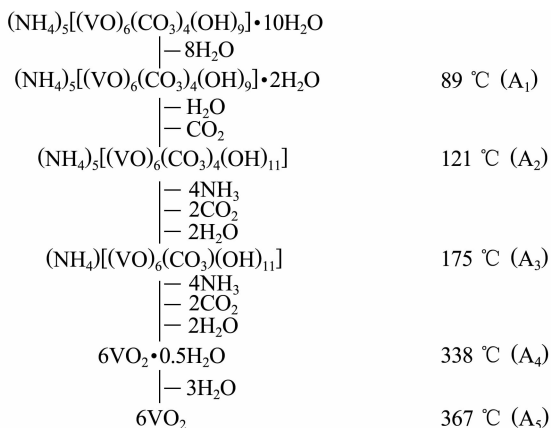 (NH₄)₅[(VO)₆(CO₃)₄(OH)₉]•10H₂O
— 8H₂O
(NH₄)₅[(VO)₆(CO₃)₄(OH)₉]•2H₂O 89 ℃ (A₁)
— H₂O
— CO₂
(NH₄)₅[(VO)₆(CO₃)₄(OH)₁₁] 121 ℃ (A₂)
— 4NH₃
— 2CO₂
— 2H₂O
(NH₄)[(VO)₆(CO₃)(OH)₁₁] 175 ℃ (A₃)
— 4NH₃
— 2CO₂
— 2H₂O
6VO₂•0.5H₂O 338 ℃ (A₄)
— 3H₂O
6VO₂ 367 ℃ (A₅)